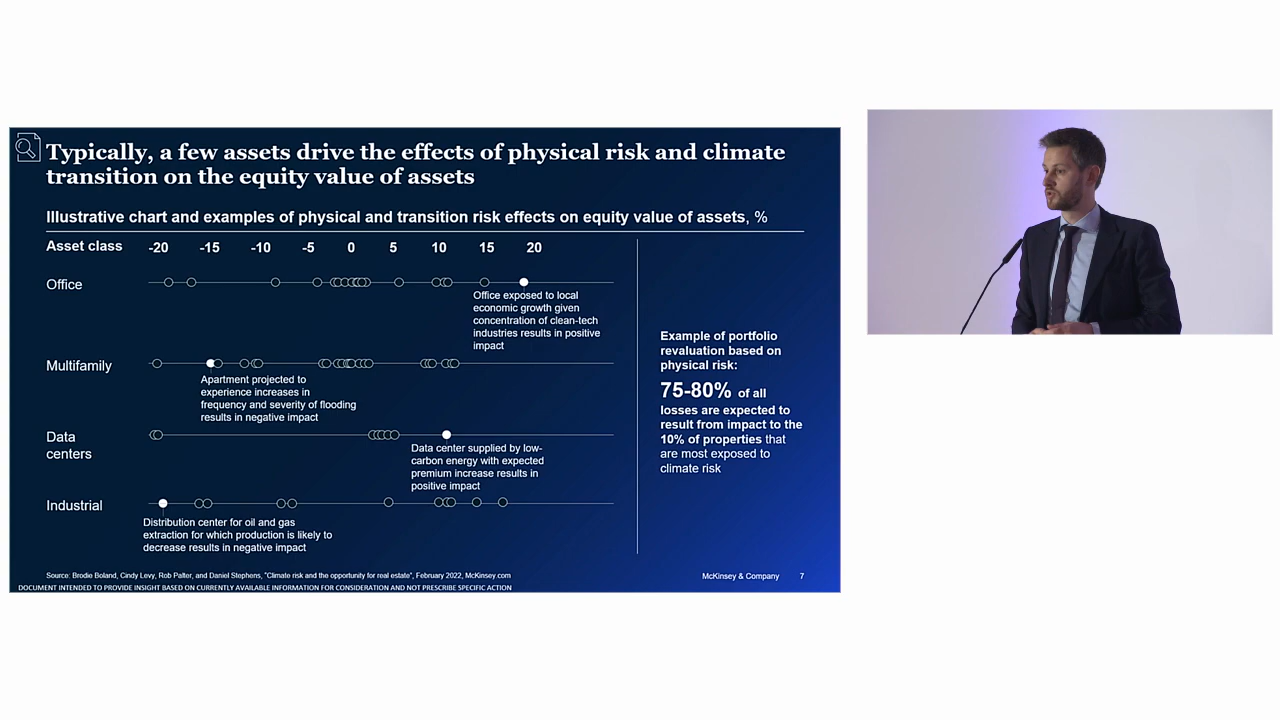 Typically, a few assets drive the effects of physical risk and climate
transition on the equity value of assets
Illustrative chart and examples of physical and transition risk effects on equity value of assets, %
Asset class -20 -15 -10 -5 0 5 10 15 20
Office
Office exposed to local
economic growth given
concentration of clean-tech
industries results in positive
impact
Multifamily
Apartment projected to
experience increases in
frequency and severity of flooding
results in negative impact
Data
centers
Data center supplied by low-
carbon energy with expected
premium increase results in
positive impact
Industrial
Distribution center for oil and gas
extraction for which production is likely to
decrease results in negative impact
Example of portfolio
revaluation based on
physical risk:
75-80% of all
losses are expected to
result from impact to the
10% of properties that
are most exposed to
climate risk
Source: Brodie Boland, Cindy Levy, Rob Palter, and Daniel Stephens, "Climate risk and the opportunity for real estate", February 2022, McKinsey.com
McKinsey & Company 7
DOCUMENT INTENDED TO PROVIDE INSIGHT BASED ON CURRENTLY AVAILABLE INFORMATION FOR CONSIDERATION AND NOT PRESCRIBE SPECIFIC ACTION